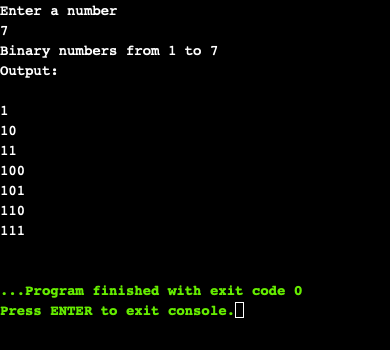 Enter a number
7
Binary numbers from 1 to 7
Output:
1
10
11
100
101
110
111
...Program finished with exit code 0
Press ENTER to exit console.